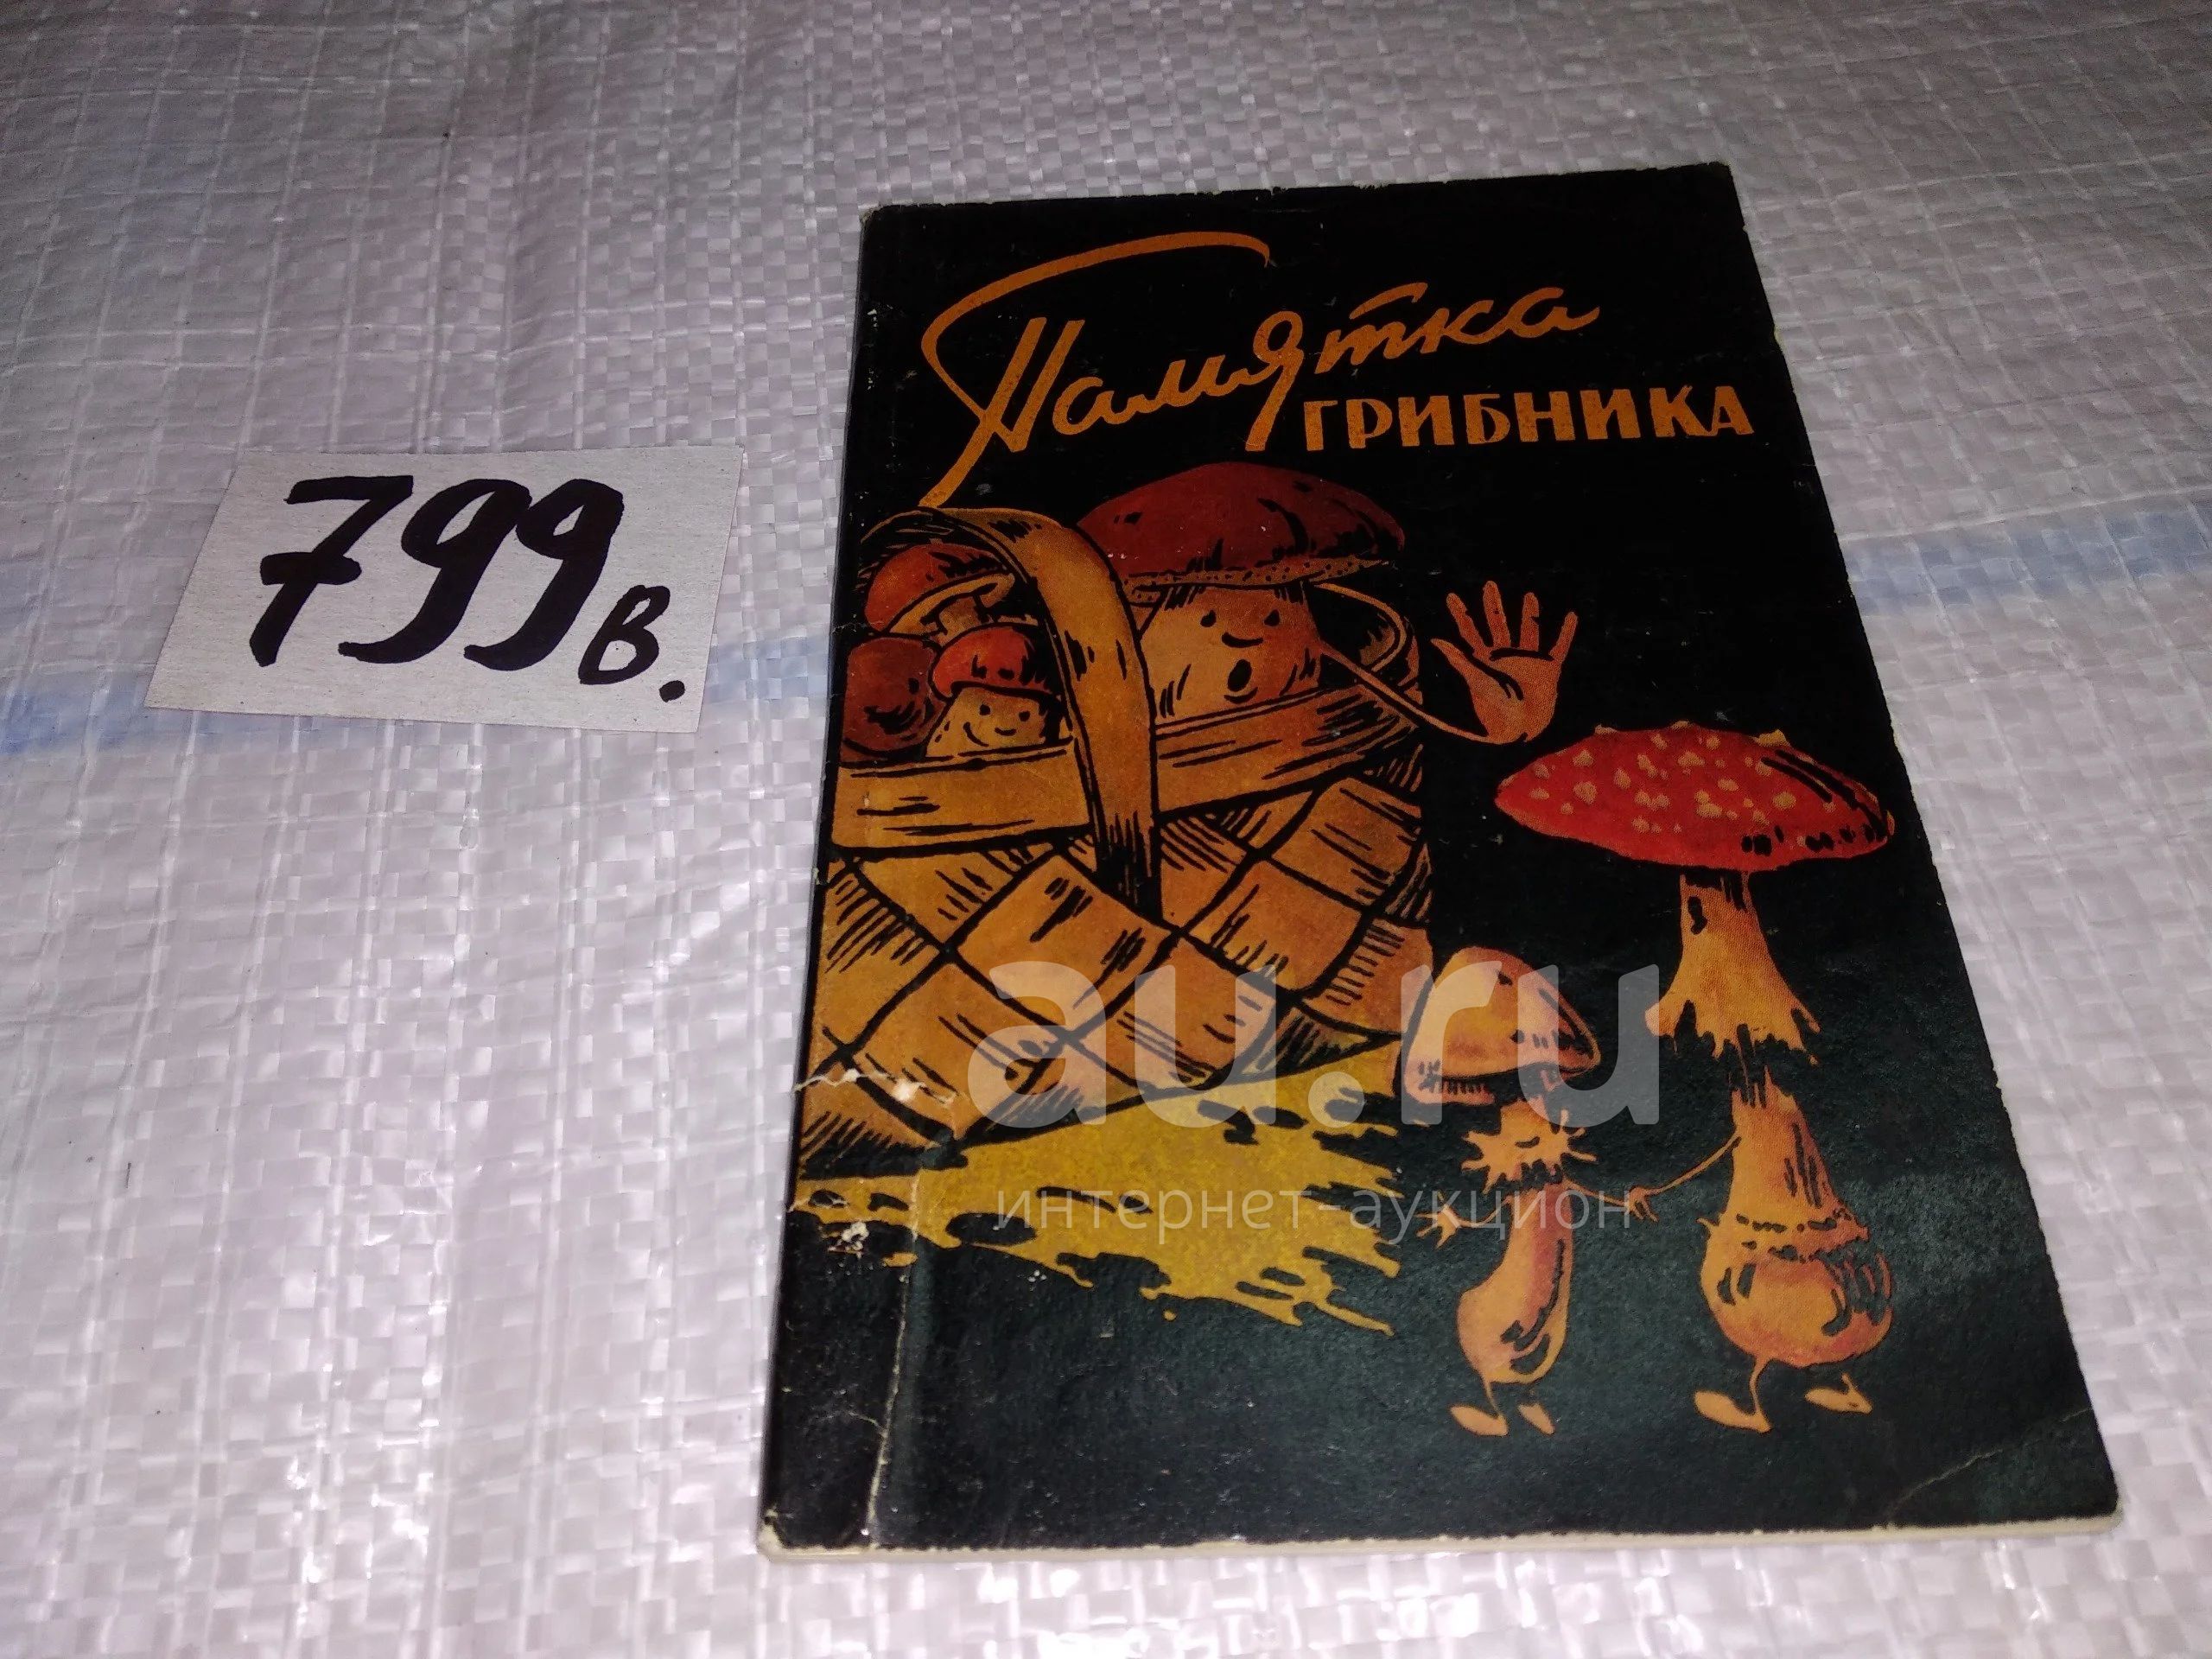 799в.
Памятка
ГРИБНИКА
au.ru
интернет-аукцион